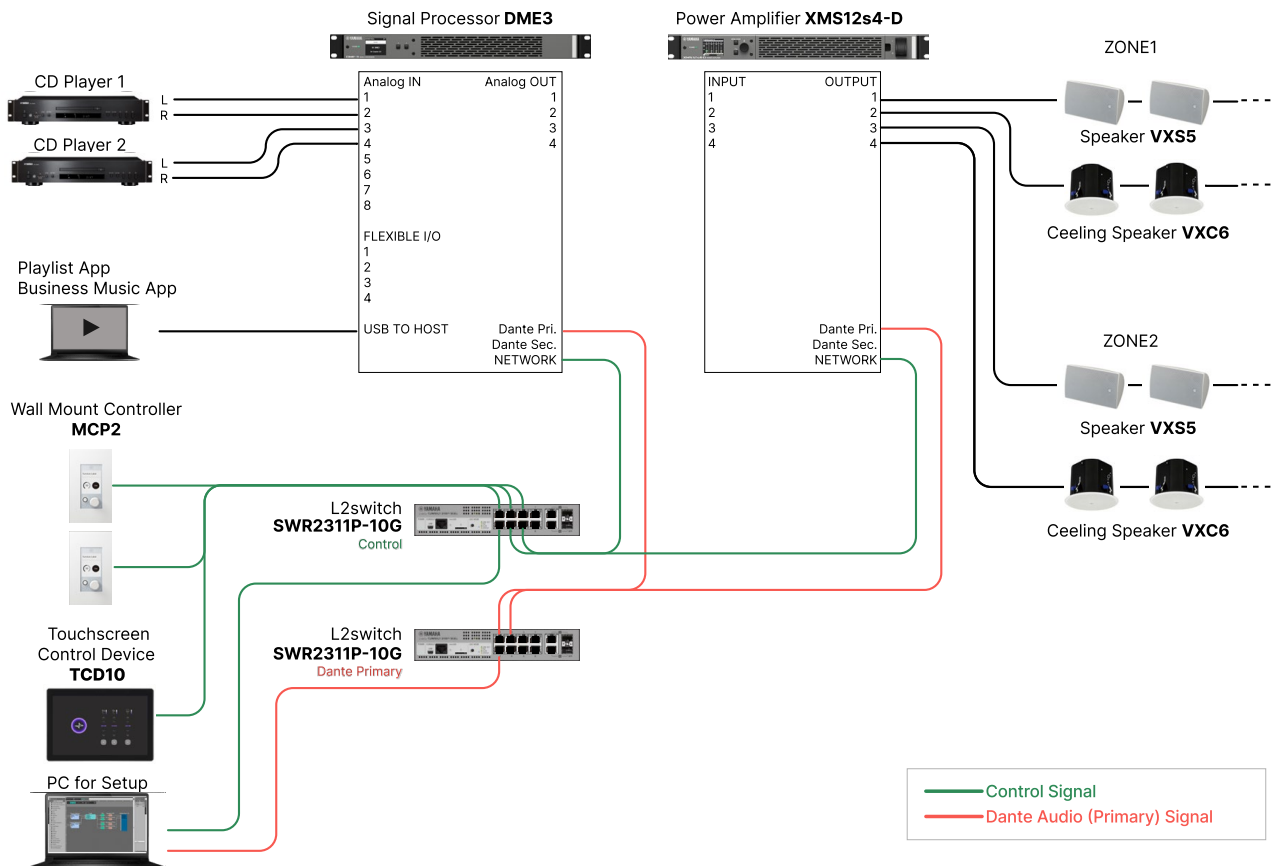 Signal Processor DME3
Power Amplifier XMS12s4-D
ZONE1
CD Player 1
L
R
CD Player 2
L
R
Analog IN
1
2
3
4
5
6
7
8
Analog OUT
1
2
3
4
FLEXIBLE I/O
1
2
3
4
USB TO HOST
Dante Pri.
Dante Sec.
NETWORK
INPUT
1
2
3
4
OUTPUT
1
2
3
4
Dante Pri.
Dante Sec.
NETWORK
Speaker VXS5
Ceeling Speaker VXC6
ZONE2
Speaker VXS5
Ceeling Speaker VXC6
Playlist App
Business Music App
Wall Mount Controller
MCP2
L2switch
SWR2311P-10G
Control
L2switch
SWR2311P-10G
Dante Primary
Touchscreen
Control Device
TCD10
PC for Setup
Control Signal
Dante Audio (Primary) Signal